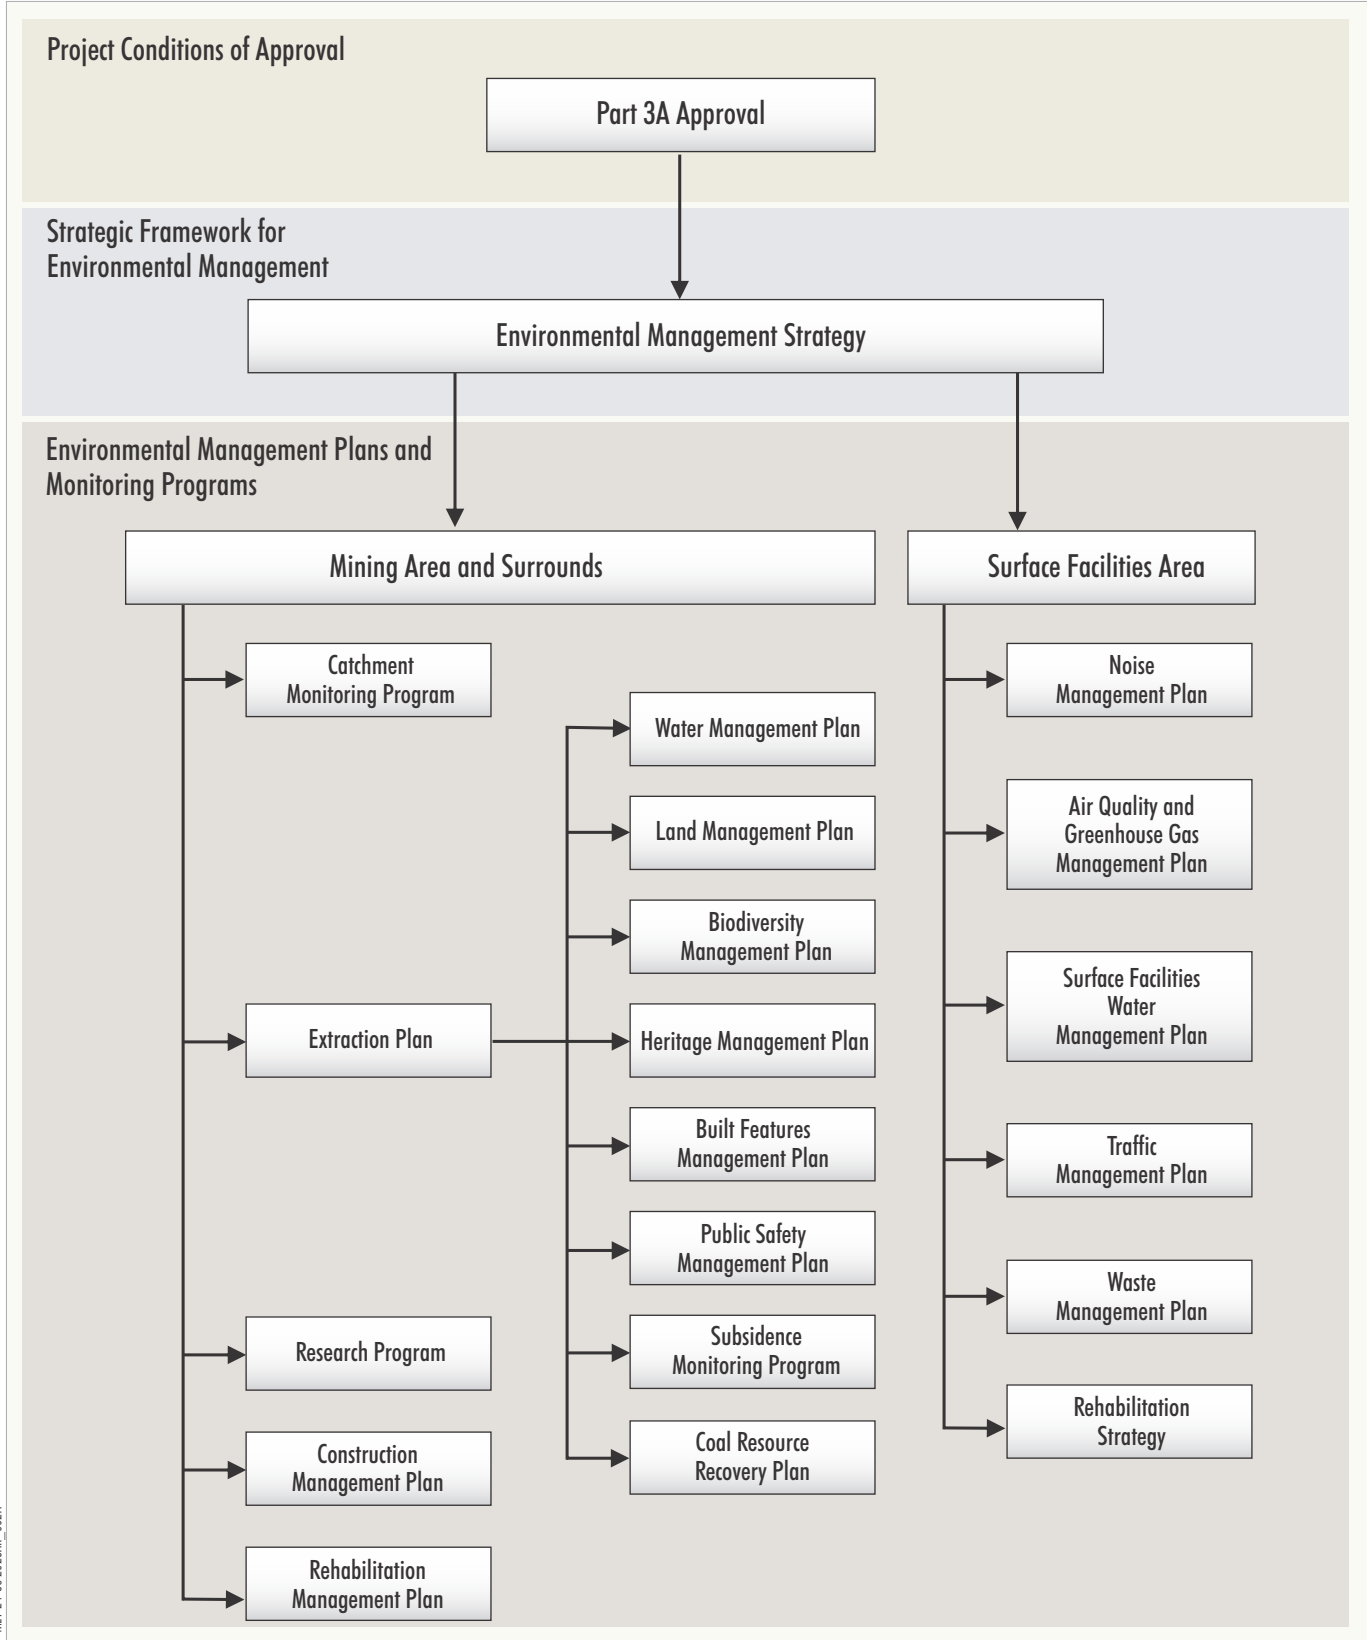 Project Conditions of Approval
Part 3A Approval
Strategic Framework for
Environmental Management
Environmental Management Strategy
Environmental Management Plans and
Monitoring Programs
Mining Area and Surrounds
Catchment
Monitoring Program
Extraction Plan
Research Program
Construction
Management Plan
Rehabilitation
Management Plan
Water Management Plan
Land Management Plan
Biodiversity
Management Plan
Heritage Management Plan
Built Features
Management Plan
Public Safety
Management Plan
Subsidence
Monitoring Program
Coal Resource
Recovery Plan
Surface Facilities Area
Noise
Management Plan
Air Quality and
Greenhouse Gas
Management Plan
Surface Facilities
Water
Management Plan
Traffic
Management Plan
Waste
Management Plan
Rehabilitation
Strategy